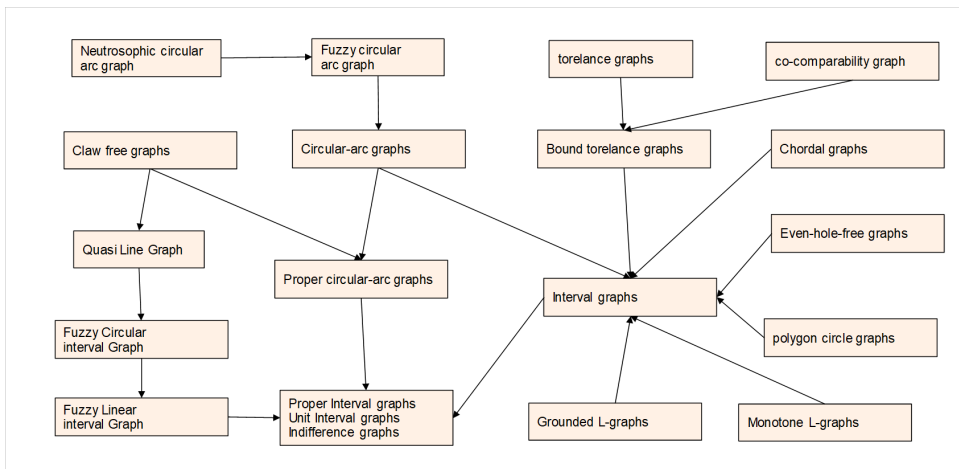 Neutrosophic circular
arc graph
Fuzzy circular
arc graph
torelance graphs
co-comparability graph
Claw free graphs
Circular-arc graphs
Bound torelance graphs
Chordal graphs
Quasi Line Graph
Even-hole-free graphs
Proper circular-arc graphs
Interval graphs
Fuzzy Circular
interval Graph
polygon circle graphs
Fuzzy Linear
interval Graph
Proper Interval graphs
Unit Interval graphs
Indifference graphs
Grounded L-graphs
Monotone L-graphs